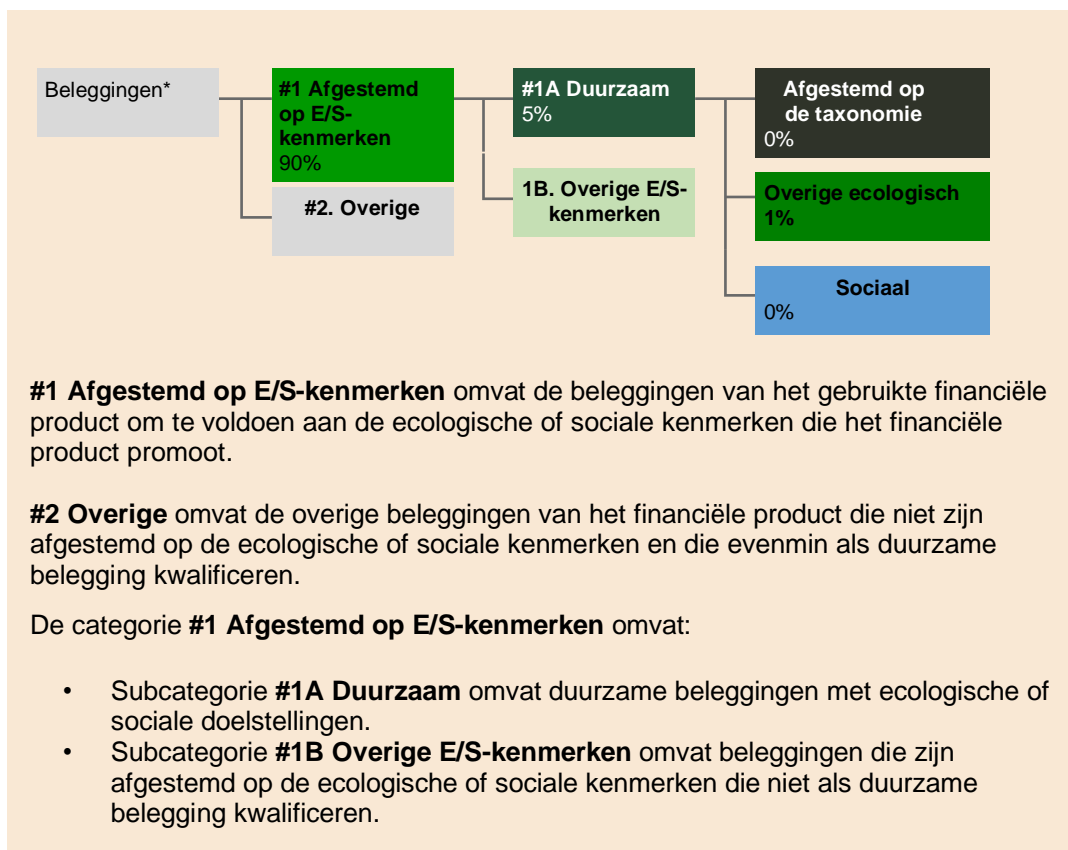 Beleggingen*
#1 Afgestemd
op E/S-
kenmerken
90%
#2. Overige
#1A Duurzaam
5%
1B. Overige E/S-
kenmerken
Afgestemd op
de taxonomie
0%
Overige ecologisch
1%
Sociaal
0%
#1 Afgestemd op E/S-kenmerken omvat de beleggingen van het gebruikte financiële
product om te voldoen aan de ecologische of sociale kenmerken die het financiële
product promoot.
#2 Overige omvat de overige beleggingen van het financiële product die niet zijn
afgestemd op de ecologische of sociale kenmerken en die evenmin als duurzame
belegging kwalificeren.
De categorie #1 Afgestemd op E/S-kenmerken omvat:
• Subcategorie #1A Duurzaam omvat duurzame beleggingen met ecologische of
sociale doelstellingen.
• Subcategorie #1B Overige E/S-kenmerken omvat beleggingen die zijn
afgestemd op de ecologische of sociale kenmerken die niet als duurzame
belegging kwalificeren.